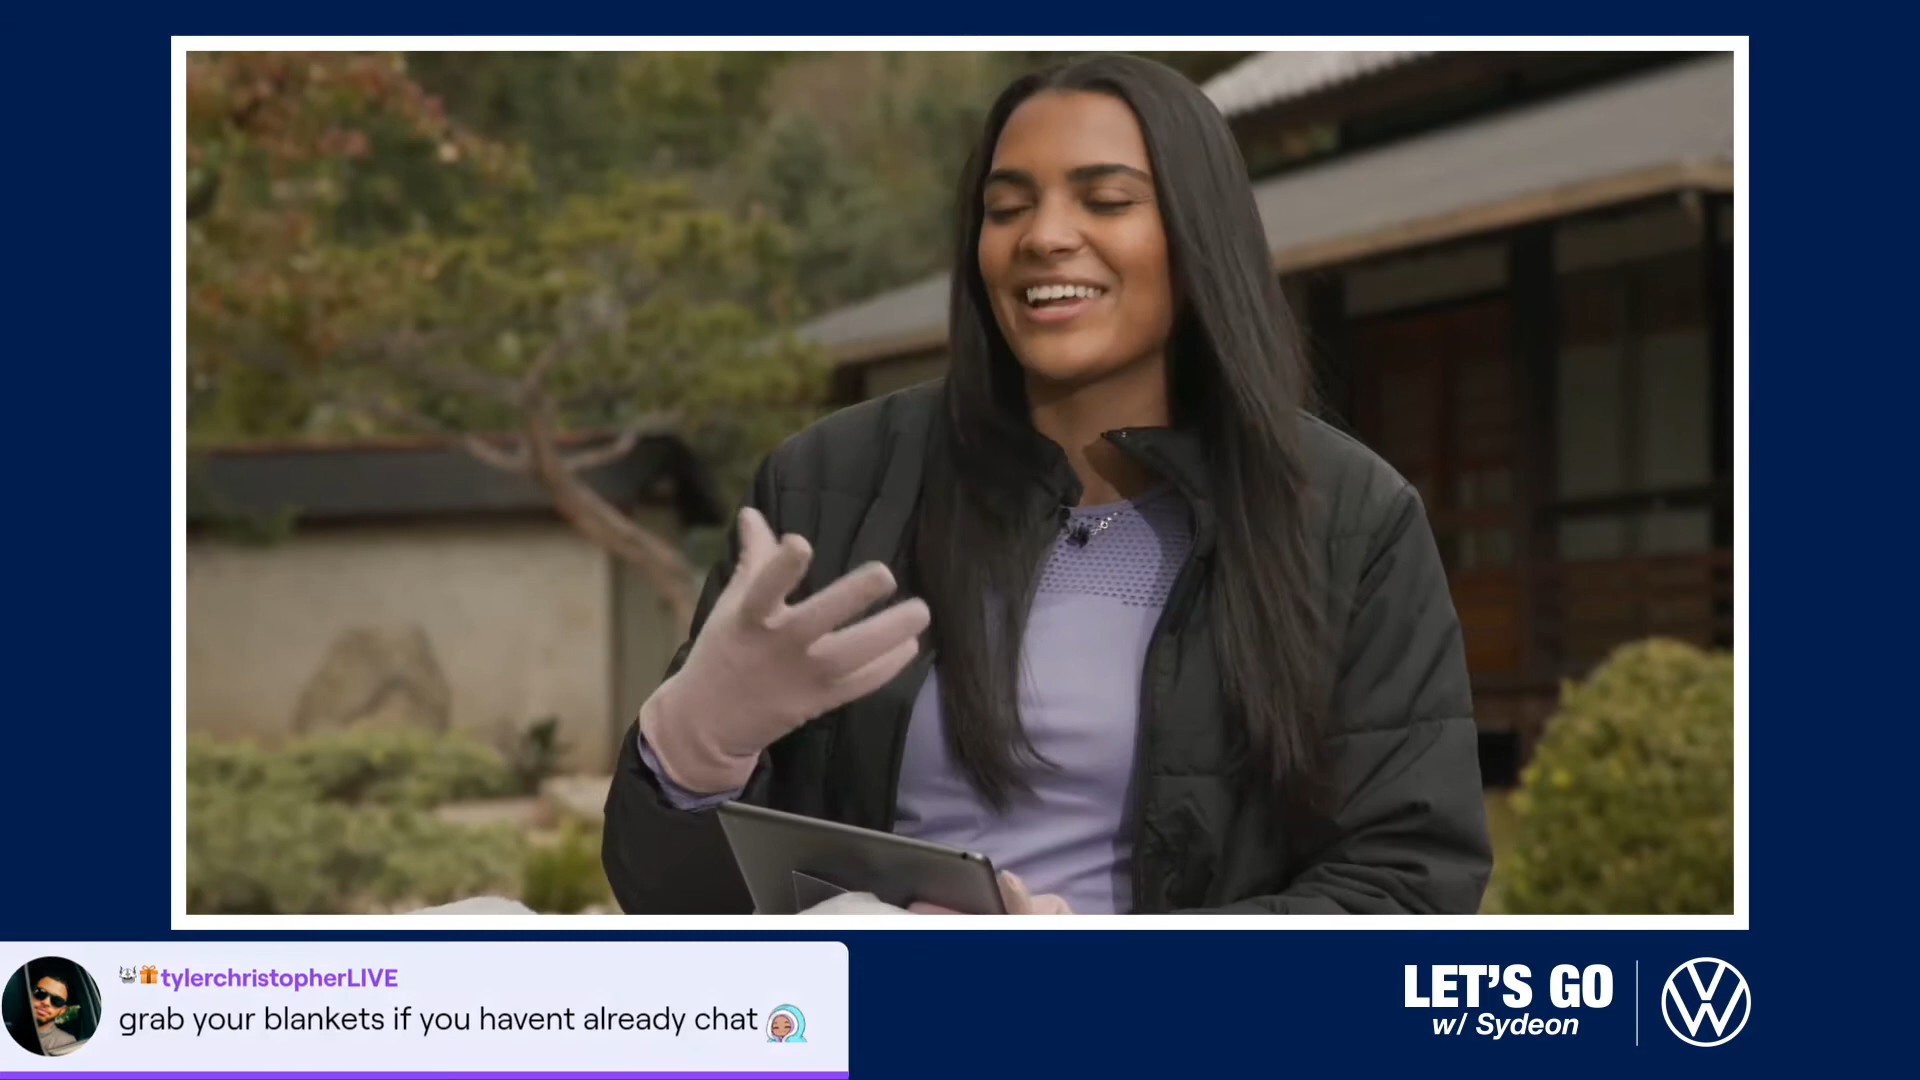 tylerchristopherLIVE
grab your blankets if you havent already chat
LET'S GO
w/ Sydeon